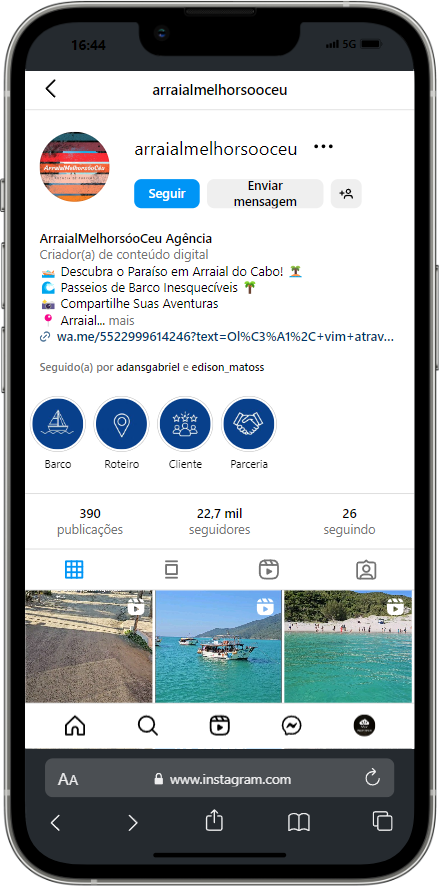 16:44
5G
arraialmelhorsooceu
ArraialMelhorsóoCéu
arraialmelhorsooceu
Seguir
Enviar mensagem
ArraialMelhorsóoCeu Agência
Criador(a) de conteúdo digital
🚤 Descubra o Paraíso em Arraial do Cabo! 🏝️
🌊 Passeios de Barco Inesquecíveis 🌴
📸 Compartilhe Suas Aventuras
📍 Arraial... mais
wa.me/5522999614246?text=Ol%C3%A1%2C+vim+atrav...
Seguido(a) por adansgabriel e edison_matoss
Barco Roteiro Cliente Parceria
390 22,7 mil 26
publicações seguidores seguindo
AA www.instagram.com